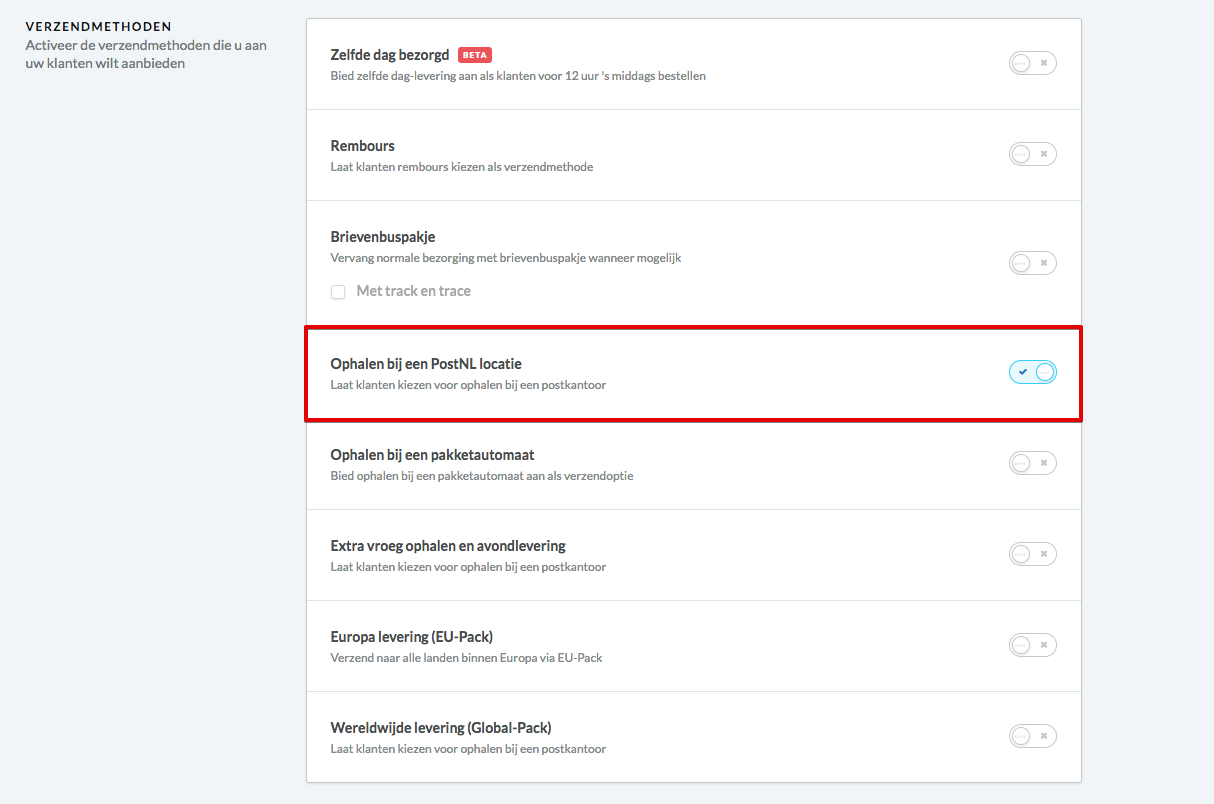 VERZENDMETHODEN
Activeer de verzendmethoden die u aan
uw klanten wilt aanbieden
Zelfde dag bezorgd BETA
Bied zelfde dag-levering aan als klanten voor 12 uur 's middags bestellen
Rembours
Laat klanten rembours kiezen als verzendmethode
Brievenbuspakje
Vervang normale bezorging met brievenbuspakje wanneer mogelijk
Met track en trace
Ophalen bij een PostNL locatie
Laat klanten kiezen voor ophalen bij een postkantoor
Ophalen bij een pakketautomaat
Bied ophalen bij een pakketautomaat aan als verzendoptie
Extra vroeg ophalen en avondlevering
Laat klanten kiezen voor ophalen bij een postkantoor
Europa levering (EU-Pack)
Verzend naar alle landen binnen Europa via EU-Pack
Wereldwijde levering (Global-Pack)
Laat klanten kiezen voor ophalen bij een postkantoor